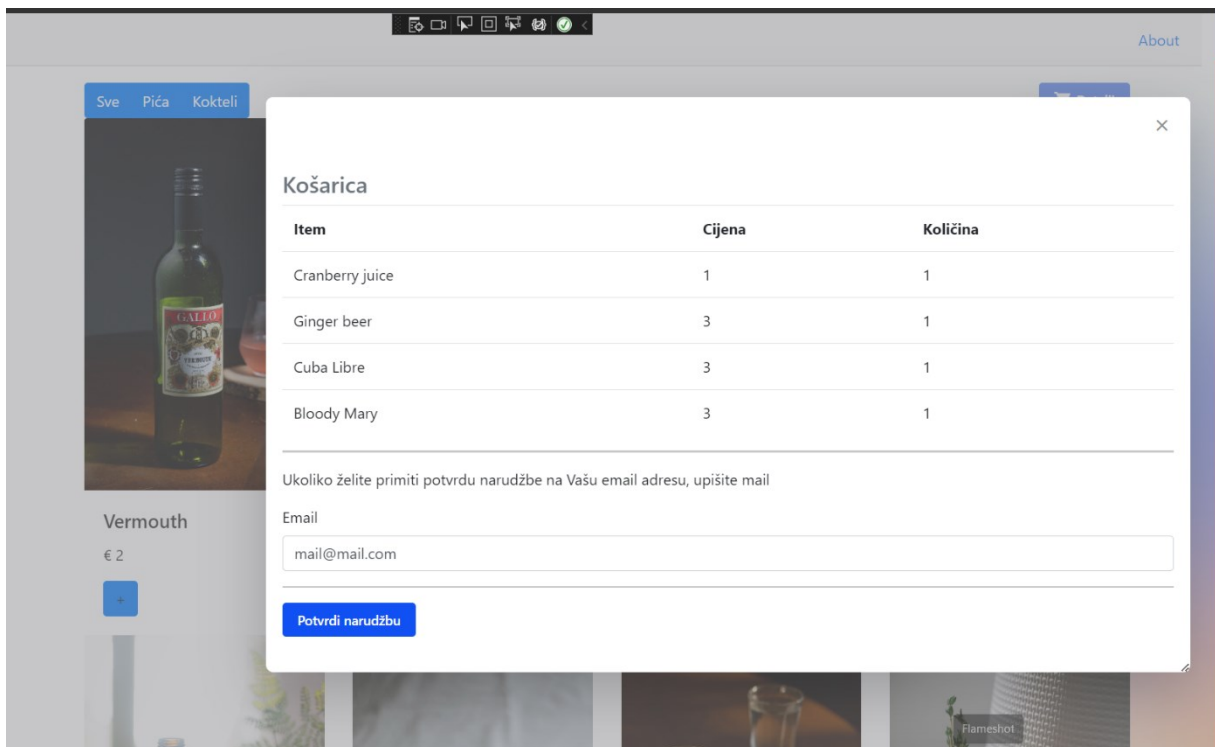 About
Sve Pića Kokteli
Košarica
Item Cijena Količina
Cranberry juice 1 1
Ginger beer 3 1
Cuba Libre 3 1
Bloody Mary 3 1
Ukoliko želite primiti potvrdu narudžbe na Vašu email adresu, upišite mail
Email
mail@mail.com
Potvrdi narudžbu
GALLO
VERMOUTH
Vermouth
€ 2
+
Flameshot